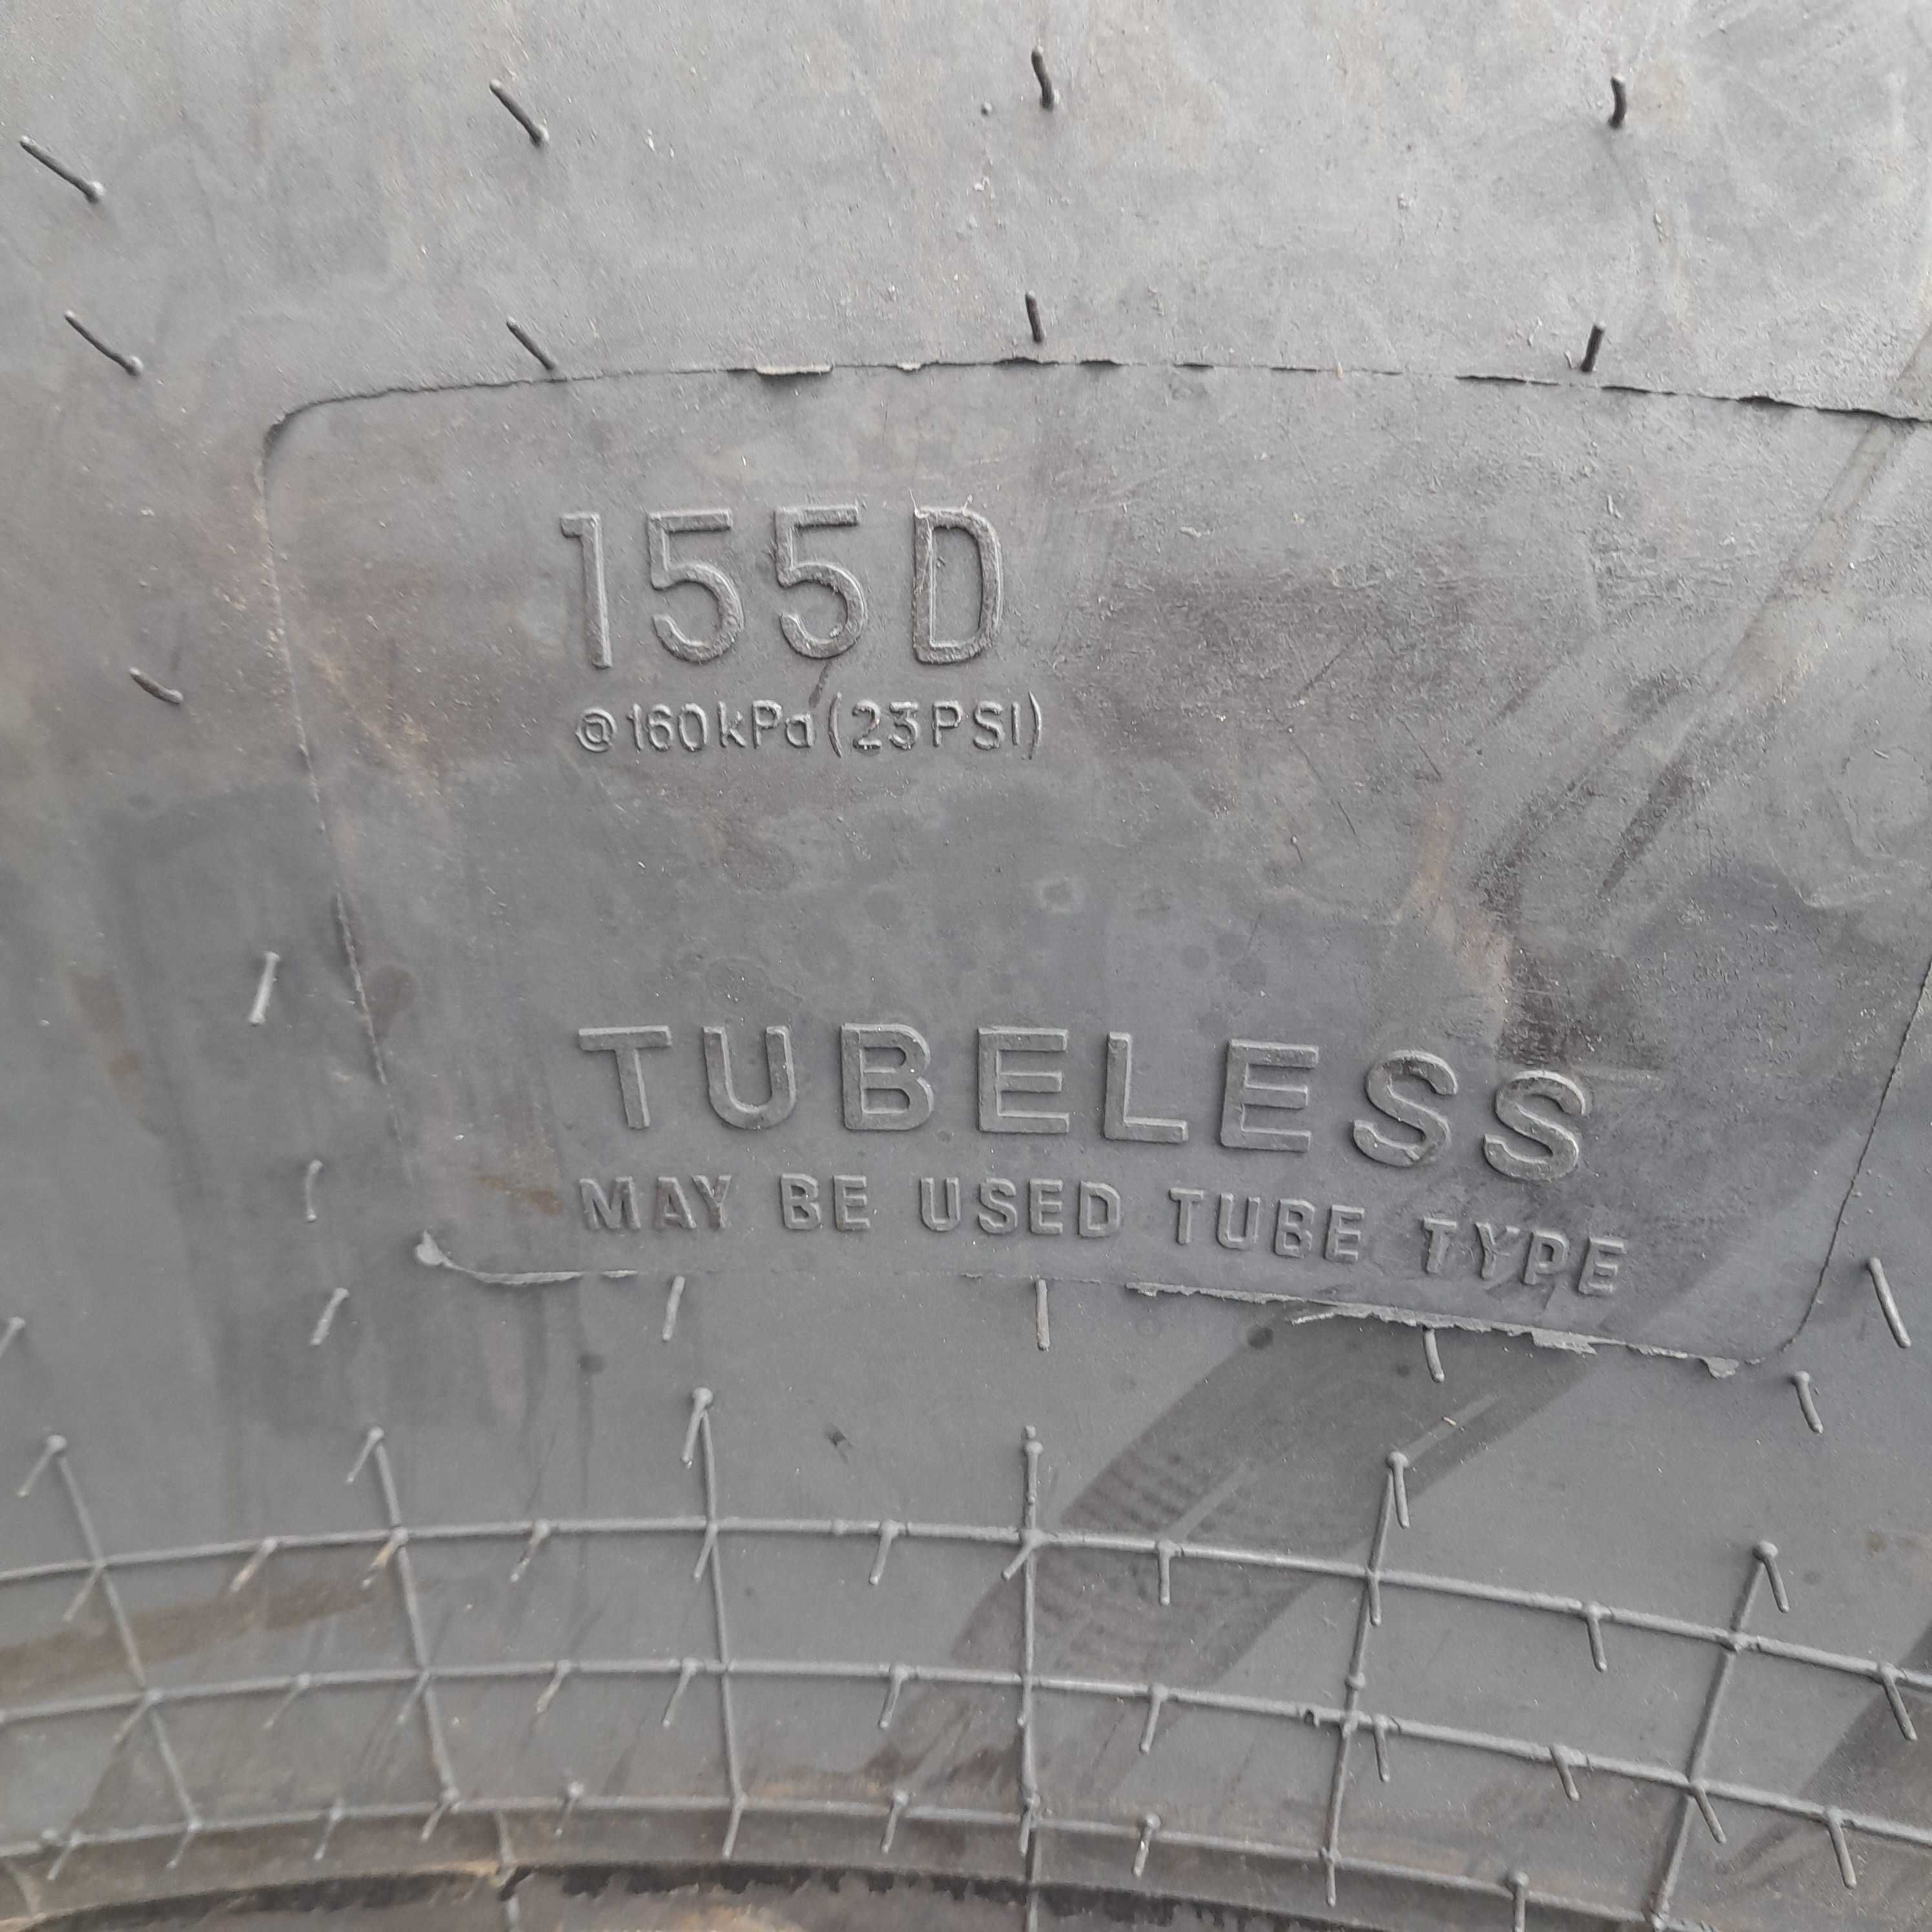 155D
@160kPa(23PSI)
TUBELESS
MAY BE USED TUBE TYPE